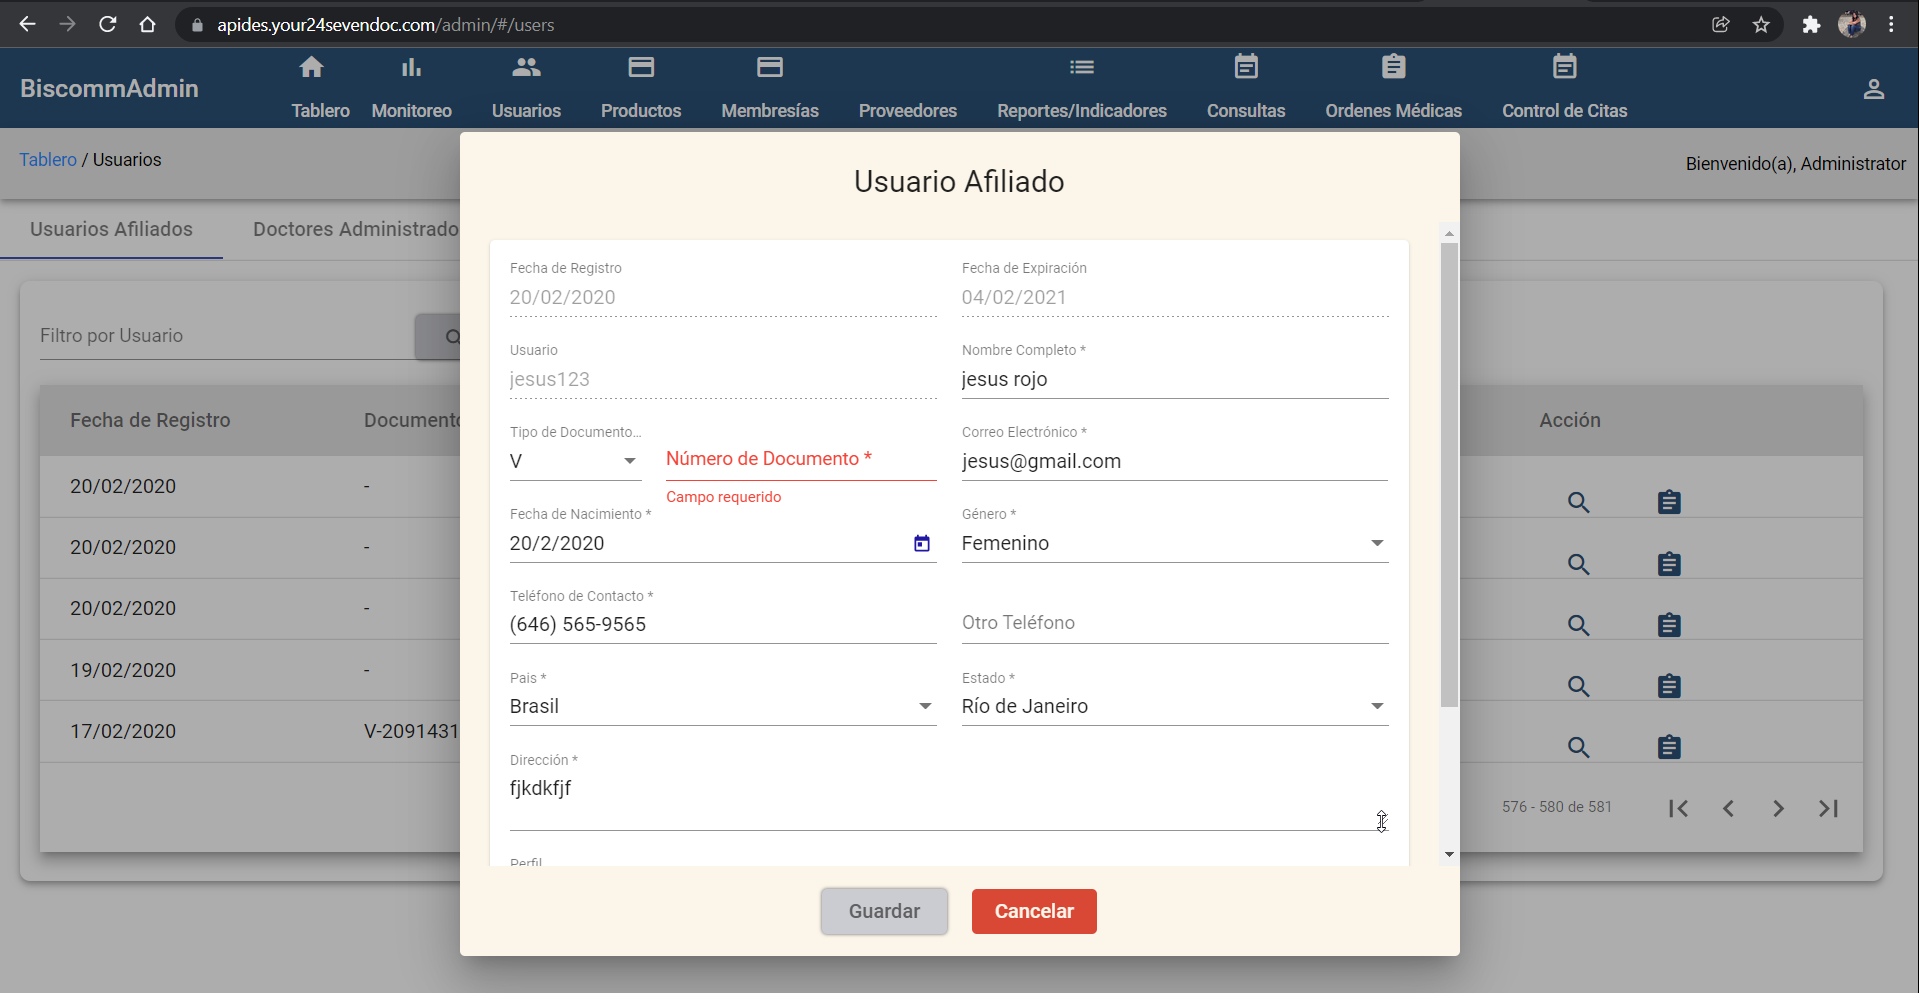 apides.your24sevendoc.com/admin/#/users
BiscommAdmin
Tablero
Monitoreo
Usuarios
Productos
Membresías
Proveedores
Reportes/Indicadores
Consultas
Ordenes Médicas
Control de Citas
Tablero / Usuarios
Bienvenido(a), Administrator
Usuarios Afiliados
Doctores Administrado
Filtro por Usuario
Fecha de Registro
Documento
Acción
20/02/2020
-
20/02/2020
-
20/02/2020
-
19/02/2020
-
17/02/2020
V-2091431
576 - 580 de 581
Usuario Afiliado
Fecha de Registro
20/02/2020
Fecha de Expiración
04/02/2021
Usuario
jesus123
Nombre Completo *
jesus rojo
Tipo de Documento...
V
Número de Documento *
Campo requerido
Correo Electrónico *
jesus@gmail.com
Fecha de Nacimiento *
20/2/2020
Género *
Femenino
Teléfono de Contacto *
(646) 565-9565
Otro Teléfono
Pais *
Brasil
Estado *
Río de Janeiro
Dirección *
fjkdkfjf
Perfil
Guardar
Cancelar